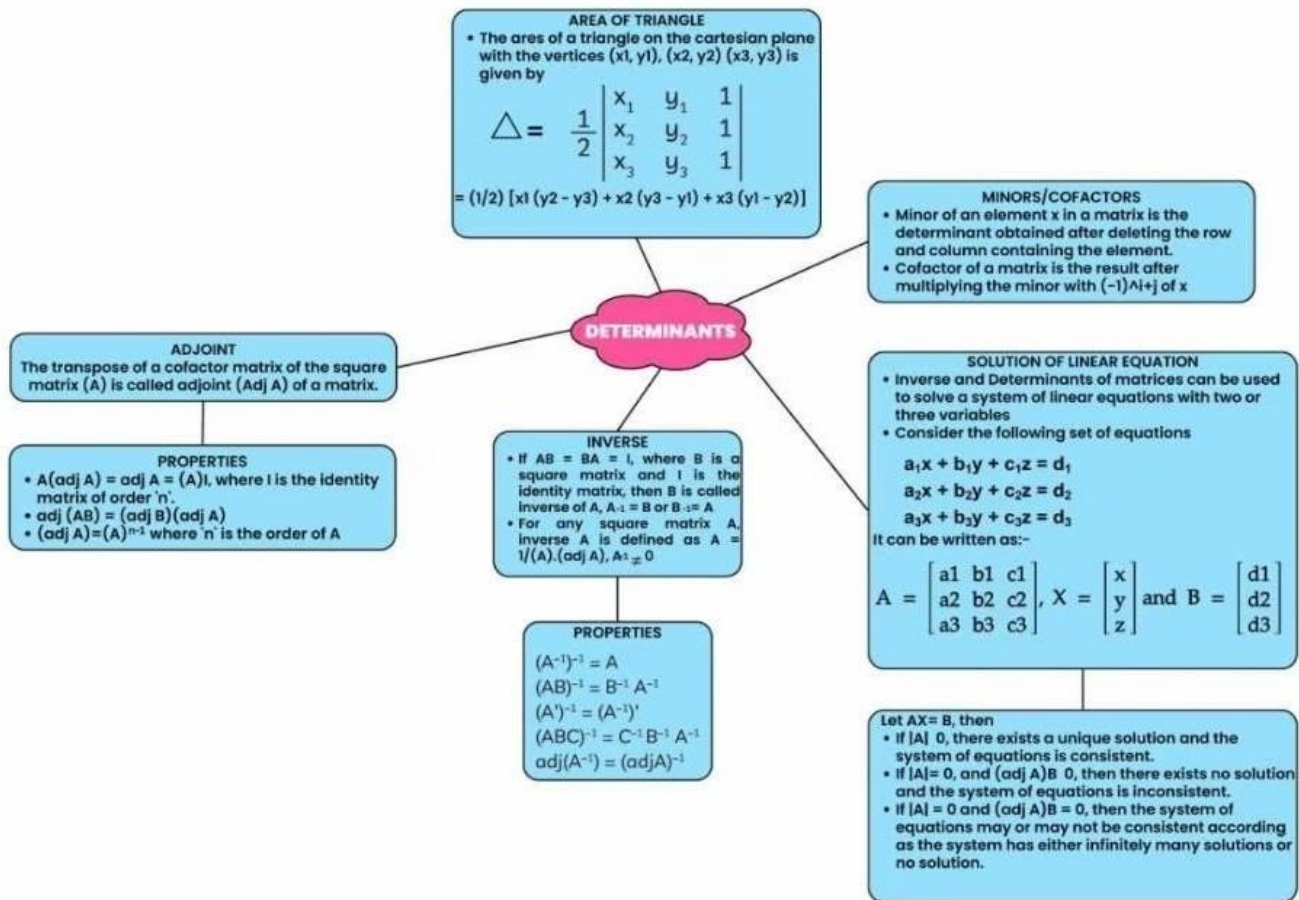 AREA OF TRIANGLE
• The ares of a triangle on the cartesian plane
with the vertices (x1, y1), (x2, y2) (x3, y3) is
given by
△ = 1/2 | x₁ y₁ 1 |
| x₂ y₂ 1 |
| x₃ y₃ 1 |
= (1/2) [x1 (y2 - y3) + x2 (y3 - y1) + x3 (y1 - y2)]
MINORS/COFACTORS
• Minor of an element x in a matrix is the
determinant obtained after deleting the row
and column containing the element.
• Cofactor of a matrix is the result after
multiplying the minor with (-1)^i+j of x
DETERMINANTS
ADJOINT
The transpose of a cofactor matrix of the square
matrix (A) is called adjoint (Adj A) of a matrix.
PROPERTIES
• A(adj A) = adj A = (A)I, where I is the identity
matrix of order 'n'.
• adj (AB) = (adj B)(adj A)
• (adj A)=(A)ⁿ⁻¹ where 'n' is the order of A
INVERSE
• If AB = BA = I, where B is a
square matrix and I is the
identity matrix, then B is called
inverse of A, A⁻¹ = B or B⁻¹= A
• For any square matrix A,
inverse A is defined as A =
1/(A).(adj A), A⁻¹ ≠ 0
PROPERTIES
(A⁻¹)⁻¹ = A
(AB)⁻¹ = B⁻¹ A⁻¹
(A')⁻¹ = (A⁻¹)'
(ABC)⁻¹ = C⁻¹ B⁻¹ A⁻¹
adj(A⁻¹) = (adjA)⁻¹
SOLUTION OF LINEAR EQUATION
• Inverse and Determinants of matrices can be used
to solve a system of linear equations with two or
three variables
• Consider the following set of equations
a₁x + b₁y + c₁z = d₁
a₂x + b₂y + c₂z = d₂
a₃x + b₃y + c₃z = d₃
It can be written as:-
A = [ a1 b1 c1 ], X = [ x ] and B = [ d1 ]
[ a2 b2 c2 ] [ y ] [ d2 ]
[ a3 b3 c3 ] [ z ] [ d3 ]
Let AX= B, then
• If |A| 0, there exists a unique solution and the
system of equations is consistent.
• If |A|= 0, and (adj A)B 0, then there exists no solution
and the system of equations is inconsistent.
• If |A| = 0 and (adj A)B = 0, then the system of
equations may or may not be consistent according
as the system has either infinitely many solutions or
no solution.